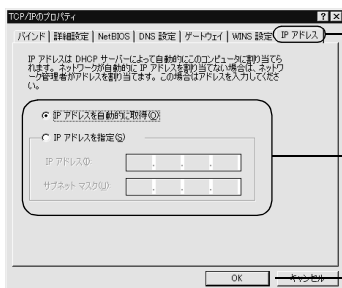 TCP/IPのプロパティ
バインド 詳細設定 NetBIOS DNS 設定 ゲートウェイ WINS 設定 IP アドレス
IP アドレスは DHCP サーバーによって自動的にこのコンピュータに割り当てら
れます。ネットワークが自動的に IP アドレスを割り当てない場合は、ネットワ
ーク管理者がアドレスを割り当てます。この場合はアドレスを入力してくださ
い。
IP アドレスを自動的に取得(O)
IP アドレスを指定(S)
IP アドレス(I):
サブネット マスク(U):
OK キャンセル